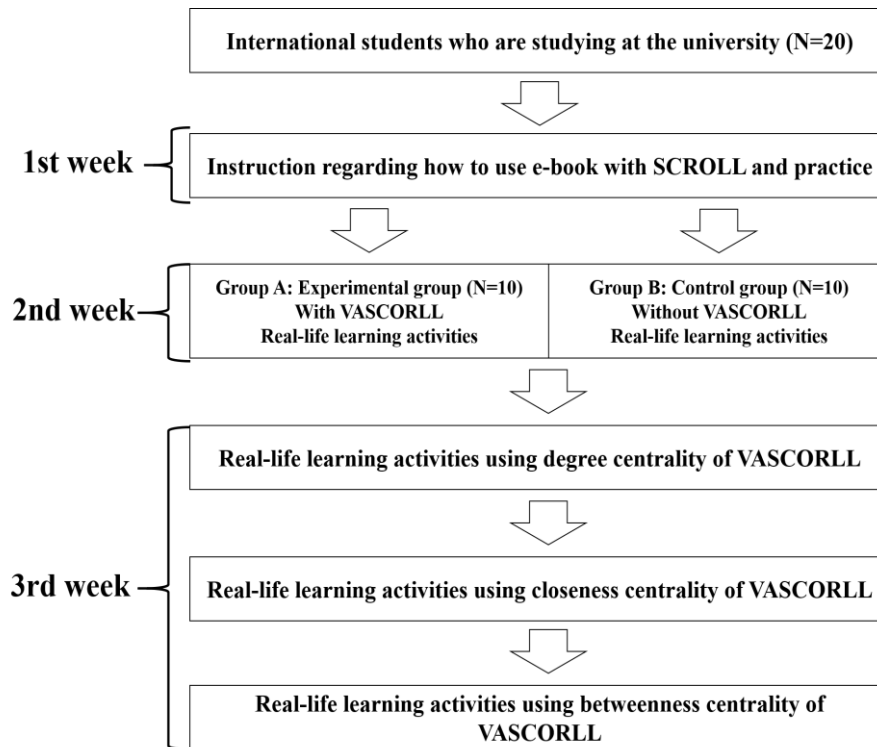 International students who are studying at the university (N=20)
1st week
Instruction regarding how to use e-book with SCROLL and practice
2nd week
Group A: Experimental group (N=10)
With VASCORLL
Real-life learning activities
Group B: Control group (N=10)
Without VASCORLL
Real-life learning activities
3rd week
Real-life learning activities using degree centrality of VASCORLL
Real-life learning activities using closeness centrality of VASCORLL
Real-life learning activities using betweenness centrality of
VASCORLL